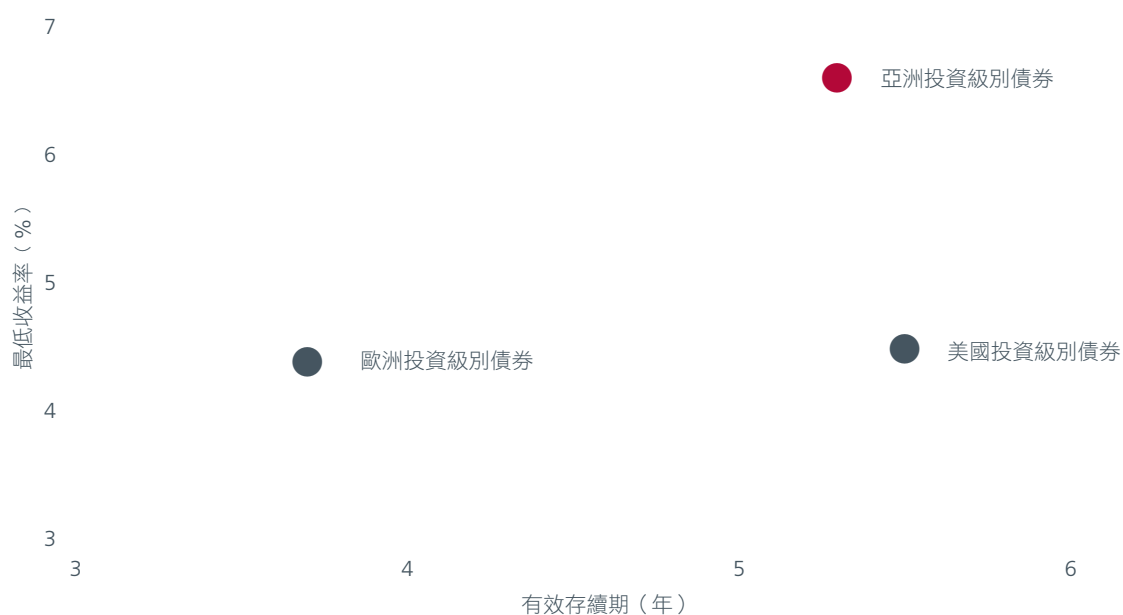 7
亞洲投資級別債券
6
最低收益率（%）
5
歐洲投資級別債券
美國投資級別債券
4
3
3 4 5 6
有效存續期（年）